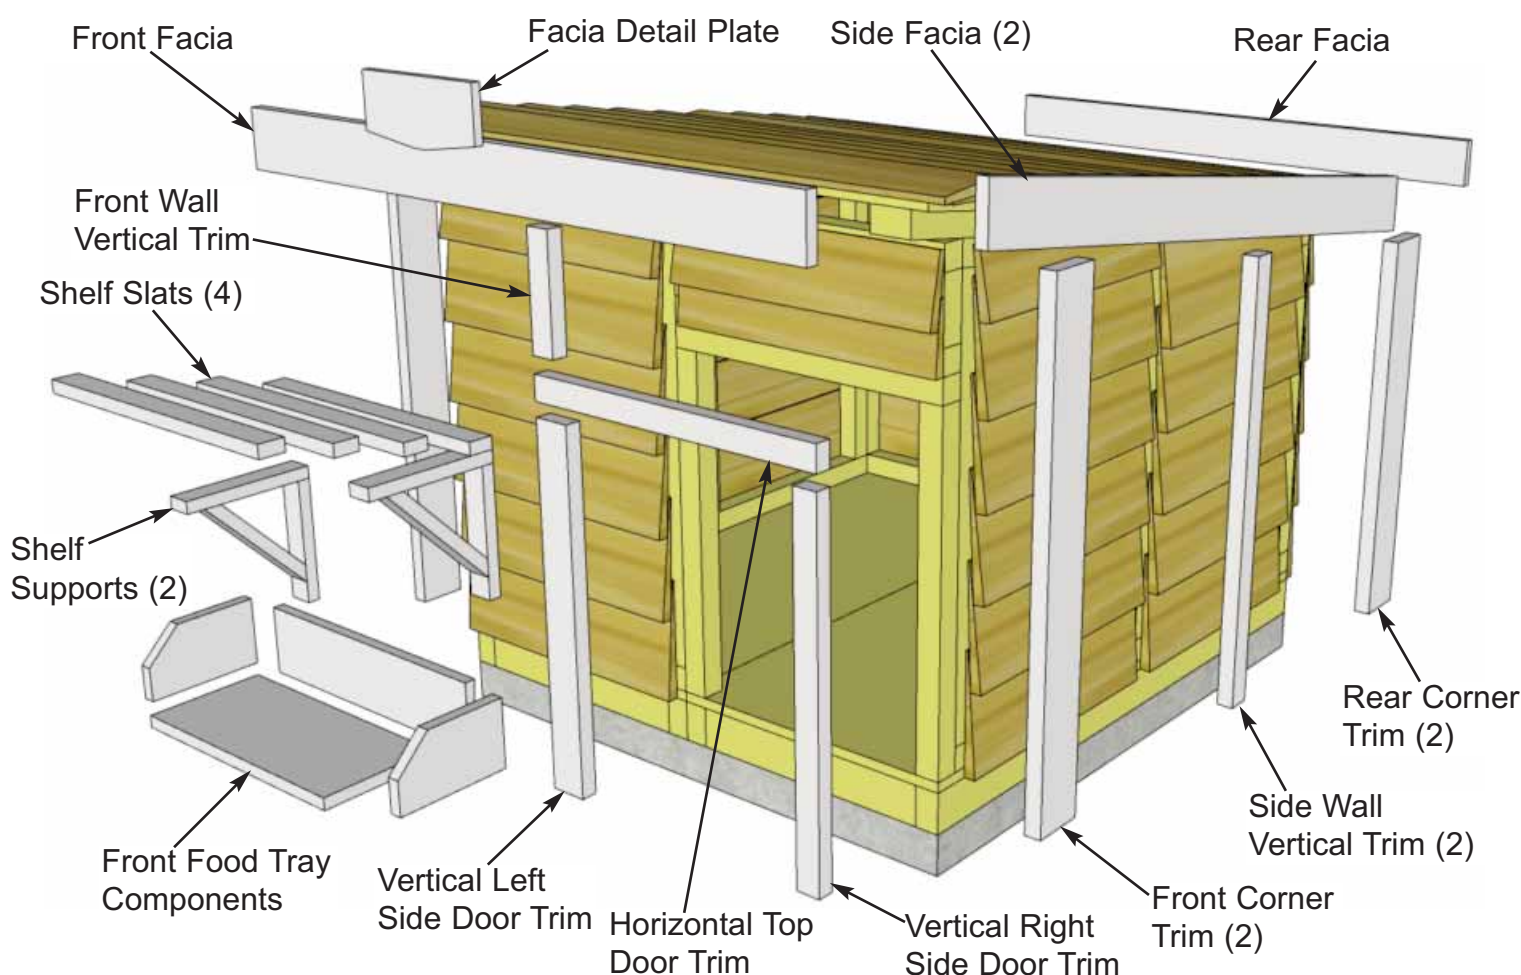 Front Facia
Facia Detail Plate
Side Facia (2)
Rear Facia
Front Wall
Vertical Trim
Shelf Slats (4)
Shelf
Supports (2)
Rear Corner
Trim (2)
Side Wall
Vertical Trim (2)
Front Food Tray
Components
Vertical Left
Side Door Trim
Horizontal Top
Door Trim
Vertical Right
Side Door Trim
Front Corner
Trim (2)